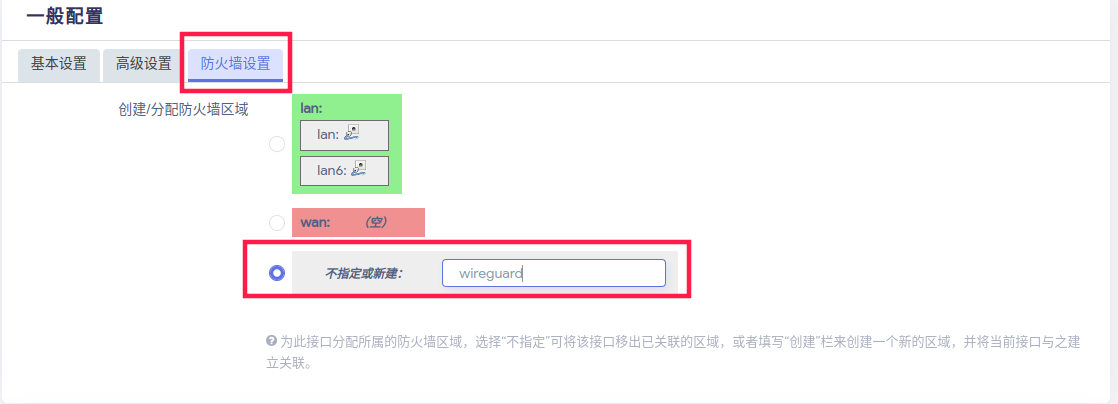 一般配置
基本设置 高级设置 防火墙设置
创建/分配防火墙区域
lan:
lan:
lan6:
wan: （空）
不指定或新建： wireguard
为此接口分配所属的防火墙区域，选择“不指定”可将该接口移出已关联的区域，或者填写“创建”栏来创建一个新的区域，并将当前接口与之建
立关联。